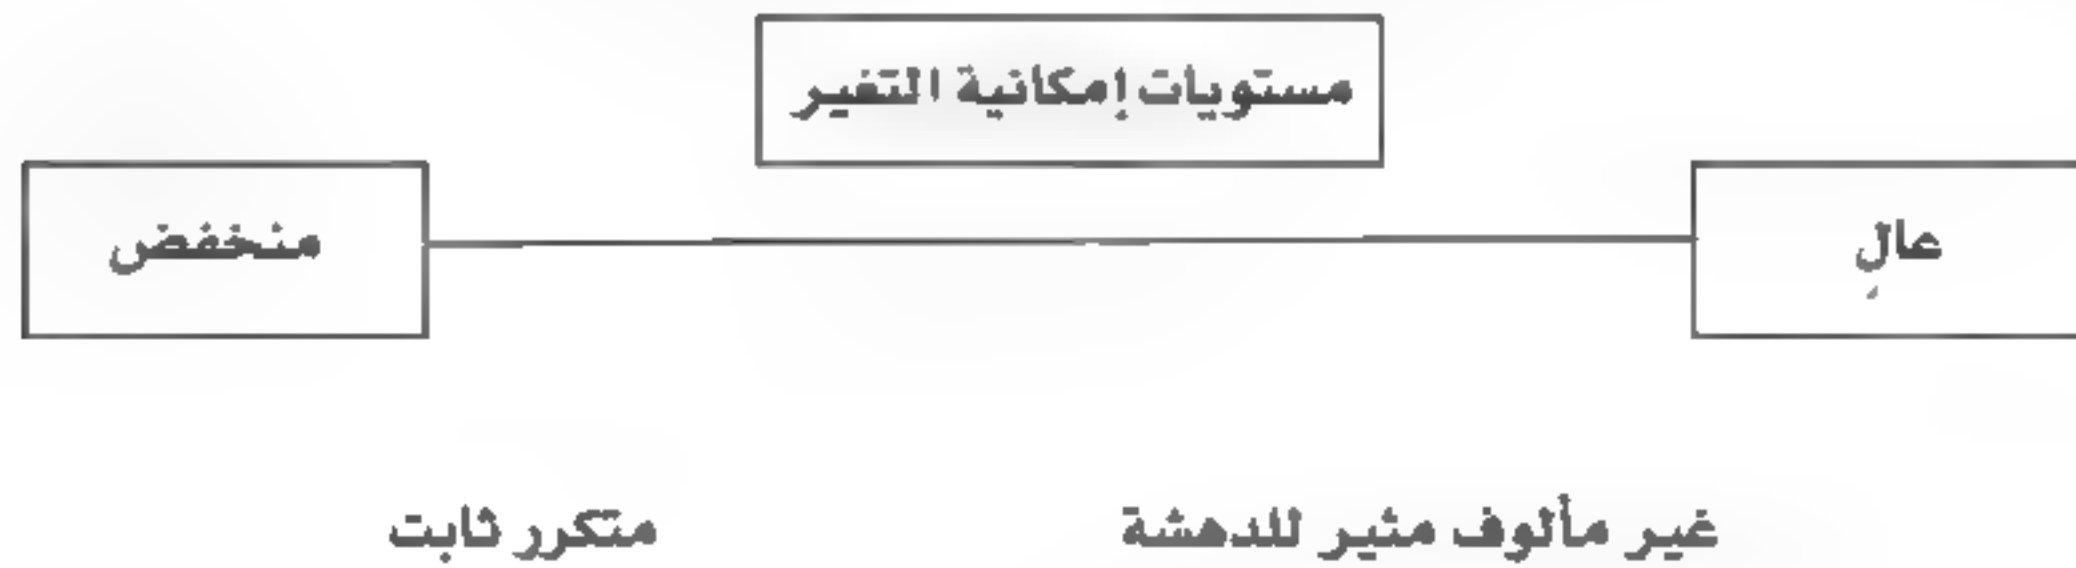 مستويات إمكانية التغير
عالٍ
منخفض
غير مألوف مثير للدهشة
متكرر ثابت